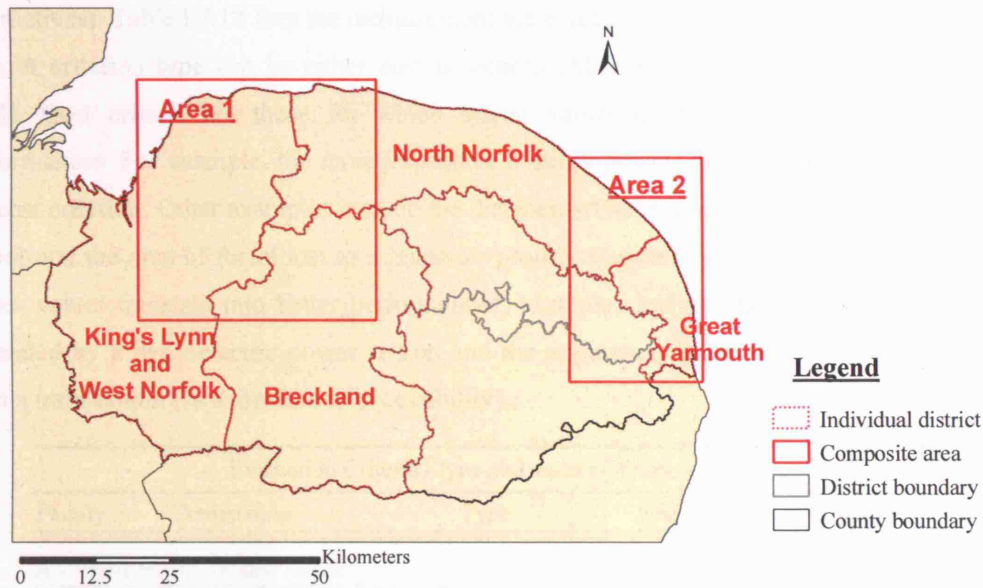 N
Area 1
North Norfolk
Area 2
King's Lynn
and
West Norfolk
Breckland
Great
Yarmouth
Legend
Individual district
Composite area
District boundary
County boundary
Kilometers
0 12.5 25 50